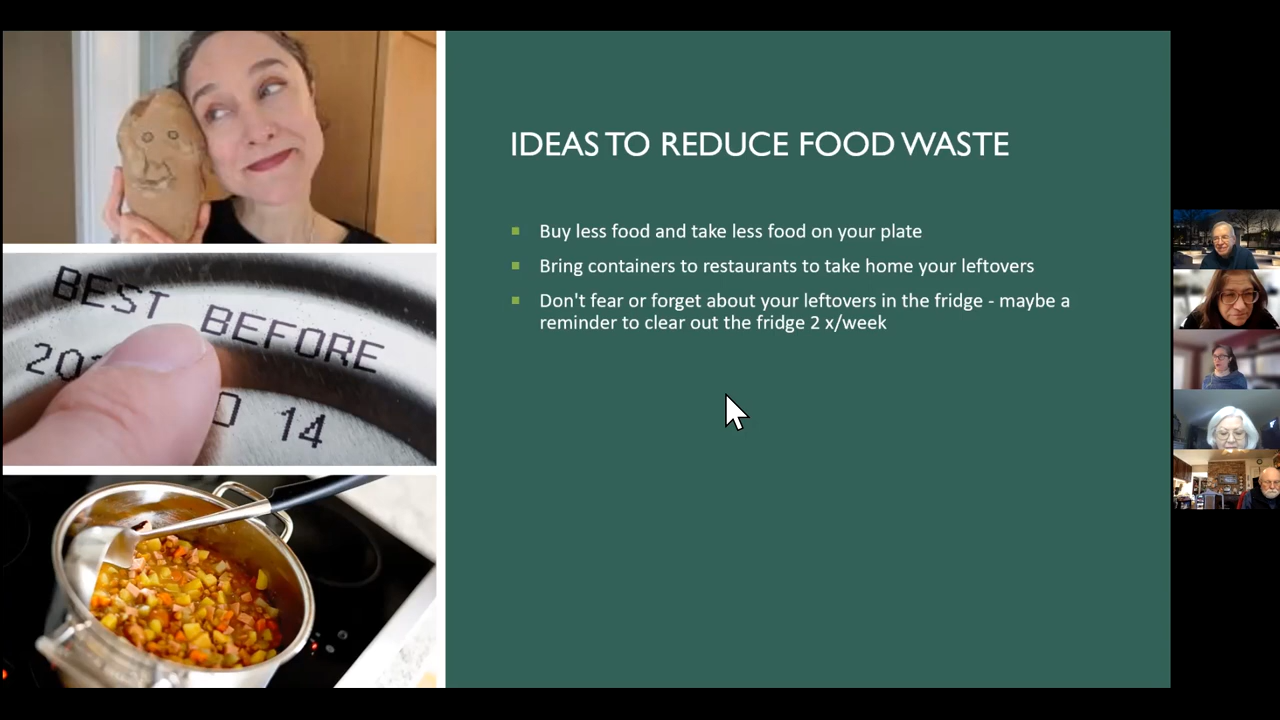 IDEAS TO REDUCE FOOD WASTE
Buy less food and take less food on your plate
Bring containers to restaurants to take home your leftovers
Don't fear or forget about your leftovers in the fridge - maybe a
reminder to clear out the fridge 2 x/week
BEST BEFORE
14